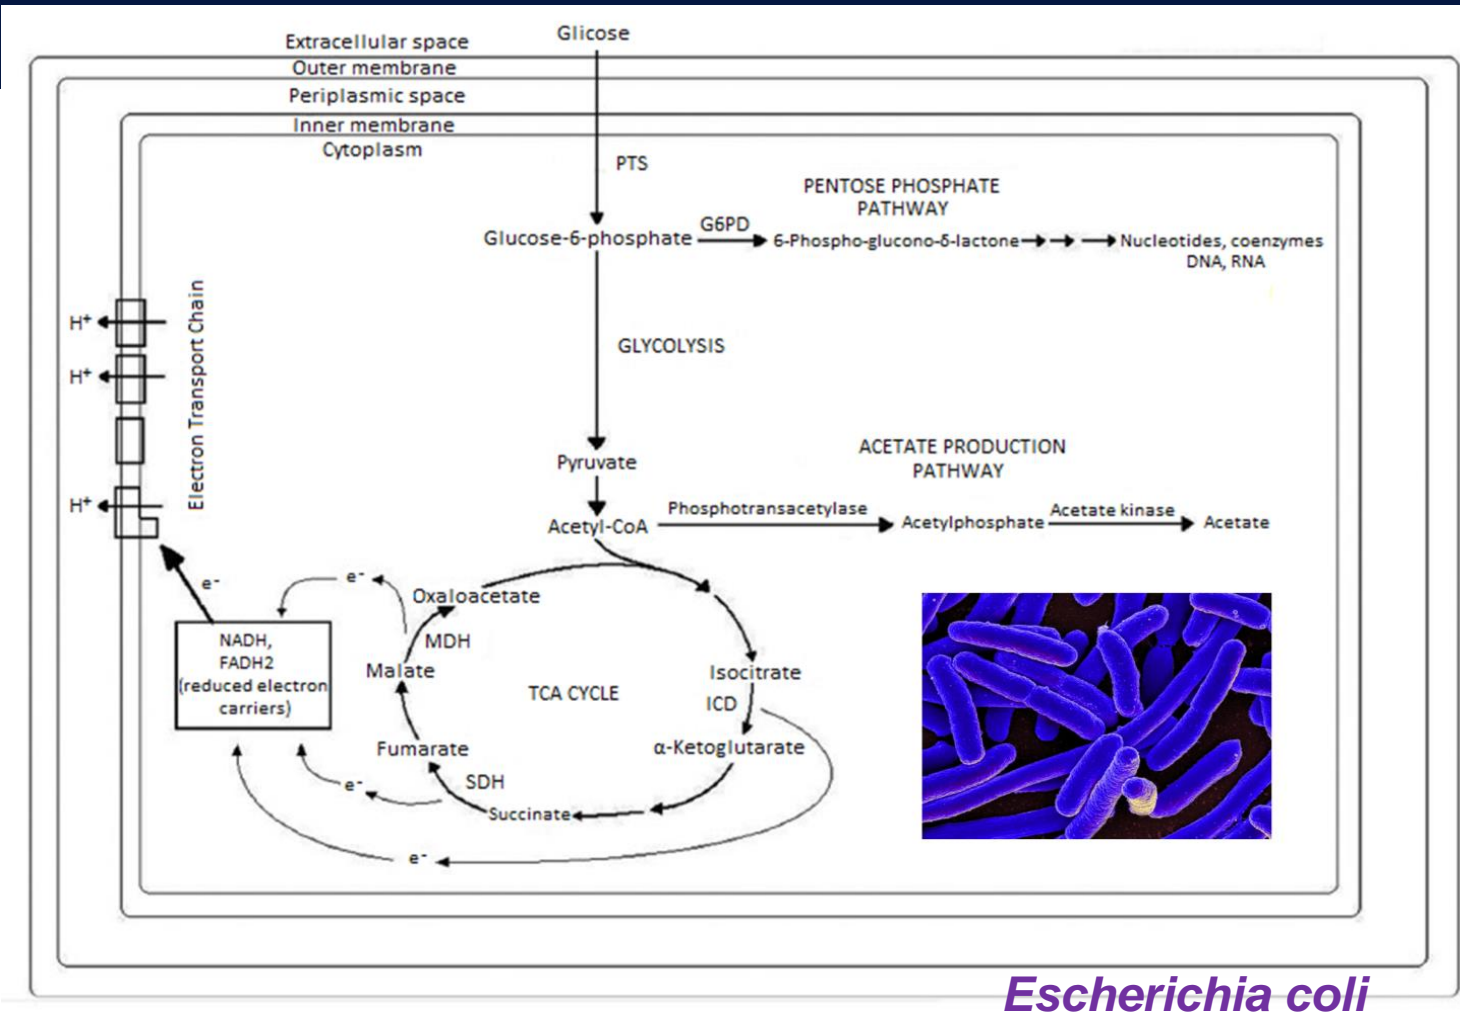 Glicose
Extracellular space
Outer membrane
Periplasmic space
Inner membrane
Cytoplasm
PTS
PENTOSE PHOSPHATE
PATHWAY
Glucose-6-phosphate
G6PD
6-Phospho-glucono-δ-lactone
Nucleotides, coenzymes
DNA, RNA
H⁺
H⁺
H⁺
Electron Transport Chain
GLYCOLYSIS
Pyruvate
ACETATE PRODUCTION
PATHWAY
Acetyl-CoA
Phosphotransacetylase
Acetylphosphate
Acetate kinase
Acetate
e⁻
e⁻
Oxaloacetate
NADH,
FADH2
(reduced electron
carriers)
MDH
Malate
TCA CYCLE
Isocitrate
ICD
Fumarate
α-Ketoglutarate
SDH
e⁻
Succinate
e⁻
Escherichia coli